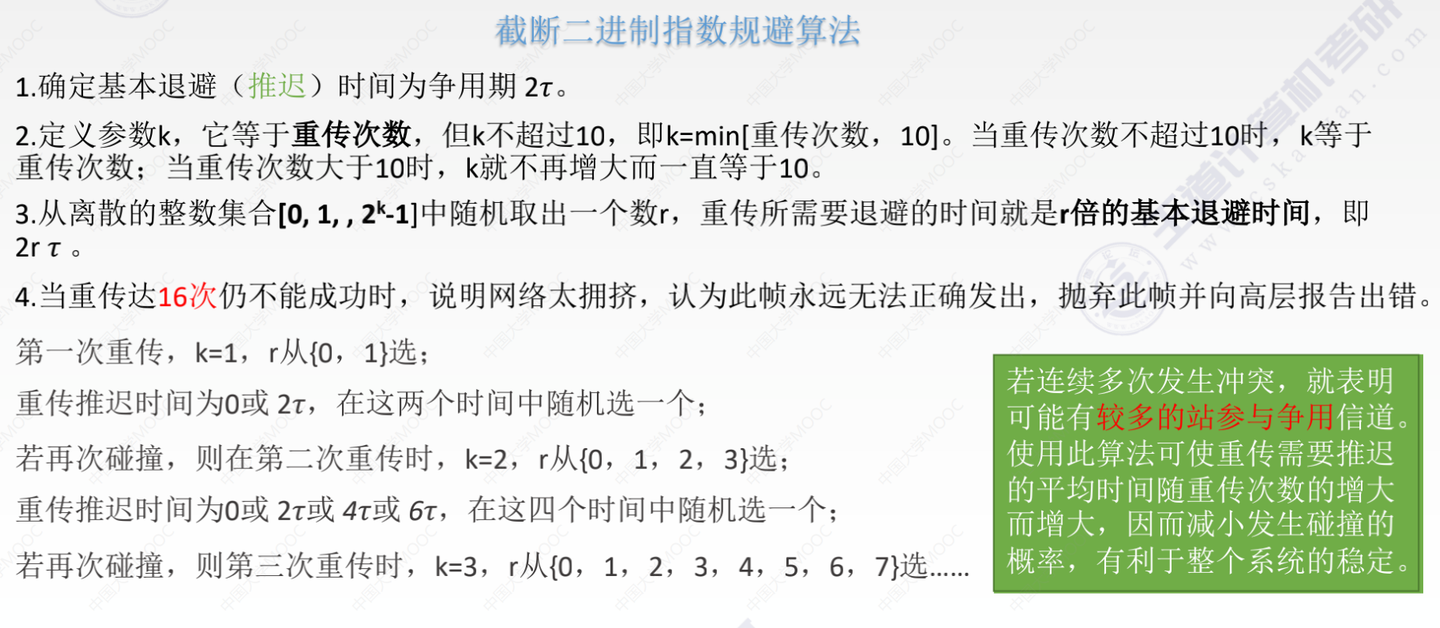 截断二进制指数规避算法
1.确定基本退避（推迟）时间为争用期 2τ。
2.定义参数k，它等于重传次数，但k不超过10，即k=min[重传次数，10]。当重传次数不超过10时，k等于
重传次数；当重传次数大于10时，k就不再增大而一直等于10。
3.从离散的整数集合[0, 1, , 2ᵏ-1]中随机取出一个数r，重传所需要退避的时间就是r倍的基本退避时间，即
2r τ 。
4.当重传达16次仍不能成功时，说明网络太拥挤，认为此帧永远无法正确发出，抛弃此帧并向高层报告出错。
第一次重传，k=1，r从{0，1}选；
重传推迟时间为0或 2τ，在这两个时间中随机选一个；
若再次碰撞，则在第二次重传时，k=2，r从{0，1，2，3}选；
重传推迟时间为0或 2τ或 4τ或 6τ，在这四个时间中随机选一个；
若再次碰撞，则第三次重传时，k=3，r从{0，1，2，3，4，5，6，7}选……
若连续多次发生冲突，就表明
可能有较多的站参与争用信道。
使用此算法可使重传需要推迟
的平均时间随重传次数的增大
而增大，因而减小发生碰撞的
概率，有利于整个系统的稳定。
王道计算机考研
www.cskaoyan.com
中国大学MOOC